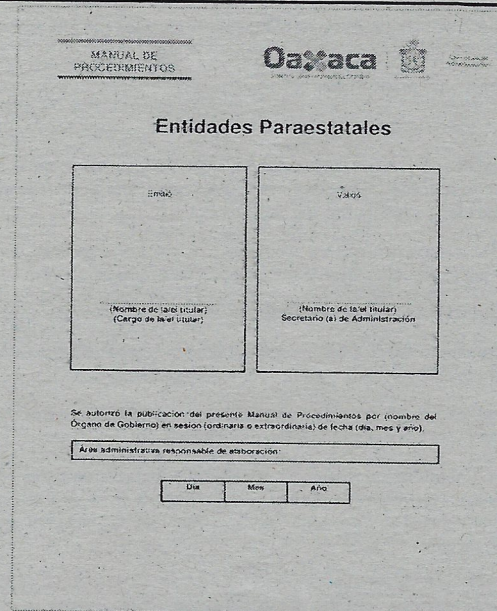 MANUAL DE
PROCEDIMIENTOS
Oaxaca
Entidades Paraestatales
Emitió
Validó
(Nombre de la/el titular)
(Cargo de la/el titular)
(Nombre de la/el titular)
Secretario (a) de Administración
Se autorizó la publicación del presente Manual de Procedimientos por (nombre del
Órgano de Gobierno) en sesión (ordinaria o extraordinaria) de fecha (día, mes y año).
Área administrativa responsable de elaboración:
Día Mes Año